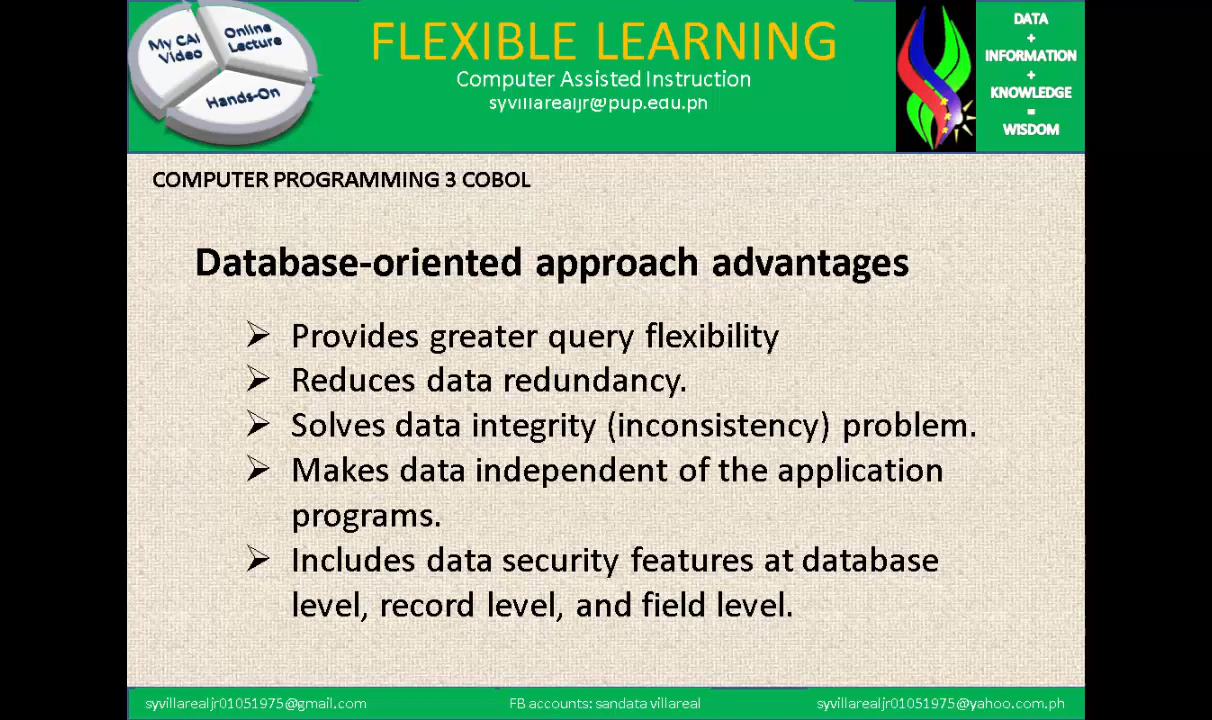 My CAI
Video
Online
Lecture
Hands-On
FLEXIBLE LEARNING
Computer Assisted Instruction
syvillarealjr@pup.edu.ph
DATA
+
INFORMATION
+
KNOWLEDGE
=
WISDOM
COMPUTER PROGRAMMING 3 COBOL
Database-oriented approach advantages
➢ Provides greater query flexibility
➢ Reduces data redundancy.
➢ Solves data integrity (inconsistency) problem.
➢ Makes data independent of the application
programs.
➢ Includes data security features at database
level, record level, and field level.
syvillarealjr01051975@gmail.com
FB accounts: sandata villareal
syvillarealjr01051975@yahoo.com.ph